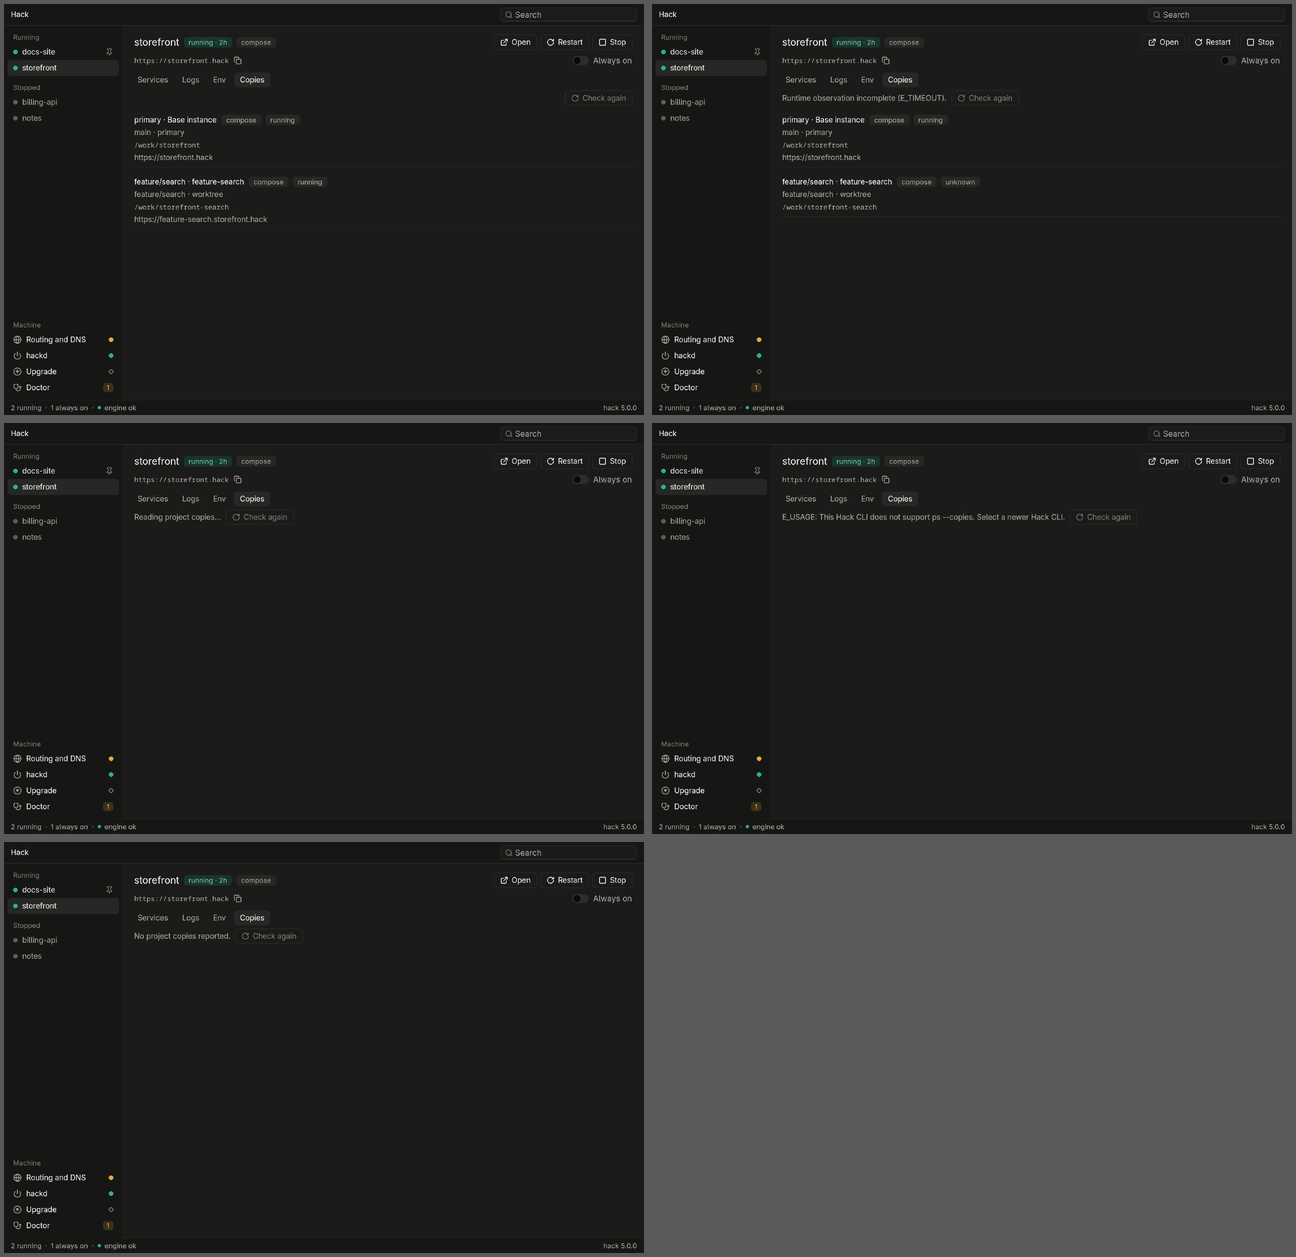 Hack
Search
Running
docs-site
storefront
Stopped
billing-api
notes
storefront running · 2h compose
Open Restart Stop
https://storefront.hack
Always on
Services Logs Env Copies
Check again
primary · Base instance compose running
main · primary
/work/storefront
https://storefront.hack
feature/search · feature-search compose running
feature/search · worktree
/work/storefront-search
https://feature-search.storefront.hack
Machine
Routing and DNS
hackd
Upgrade
Doctor 1
2 running · 1 always on · engine ok
hack 5.0.0
Hack
Search
Running
docs-site
storefront
Stopped
billing-api
notes
storefront running · 2h compose
Open Restart Stop
https://storefront.hack
Always on
Services Logs Env Copies
Runtime observation incomplete (E_TIMEOUT). Check again
primary · Base instance compose running
main · primary
/work/storefront
https://storefront.hack
feature/search · feature-search compose unknown
feature/search · worktree
/work/storefront-search
Machine
Routing and DNS
hackd
Upgrade
Doctor 1
2 running · 1 always on · engine ok
hack 5.0.0
Hack
Search
Running
docs-site
storefront
Stopped
billing-api
notes
storefront running · 2h compose
Open Restart Stop
https://storefront.hack
Always on
Services Logs Env Copies
Reading project copies... Check again
Machine
Routing and DNS
hackd
Upgrade
Doctor 1
2 running · 1 always on · engine ok
hack 5.0.0
Hack
Search
Running
docs-site
storefront
Stopped
billing-api
notes
storefront running · 2h compose
Open Restart Stop
https://storefront.hack
Always on
Services Logs Env Copies
E_USAGE: This Hack CLI does not support ps --copies. Select a newer Hack CLI. Check again
Machine
Routing and DNS
hackd
Upgrade
Doctor 1
2 running · 1 always on · engine ok
hack 5.0.0
Hack
Search
Running
docs-site
storefront
Stopped
billing-api
notes
storefront running · 2h compose
Open Restart Stop
https://storefront.hack
Always on
Services Logs Env Copies
No project copies reported. Check again
Machine
Routing and DNS
hackd
Upgrade
Doctor 1
2 running · 1 always on · engine ok
hack 5.0.0